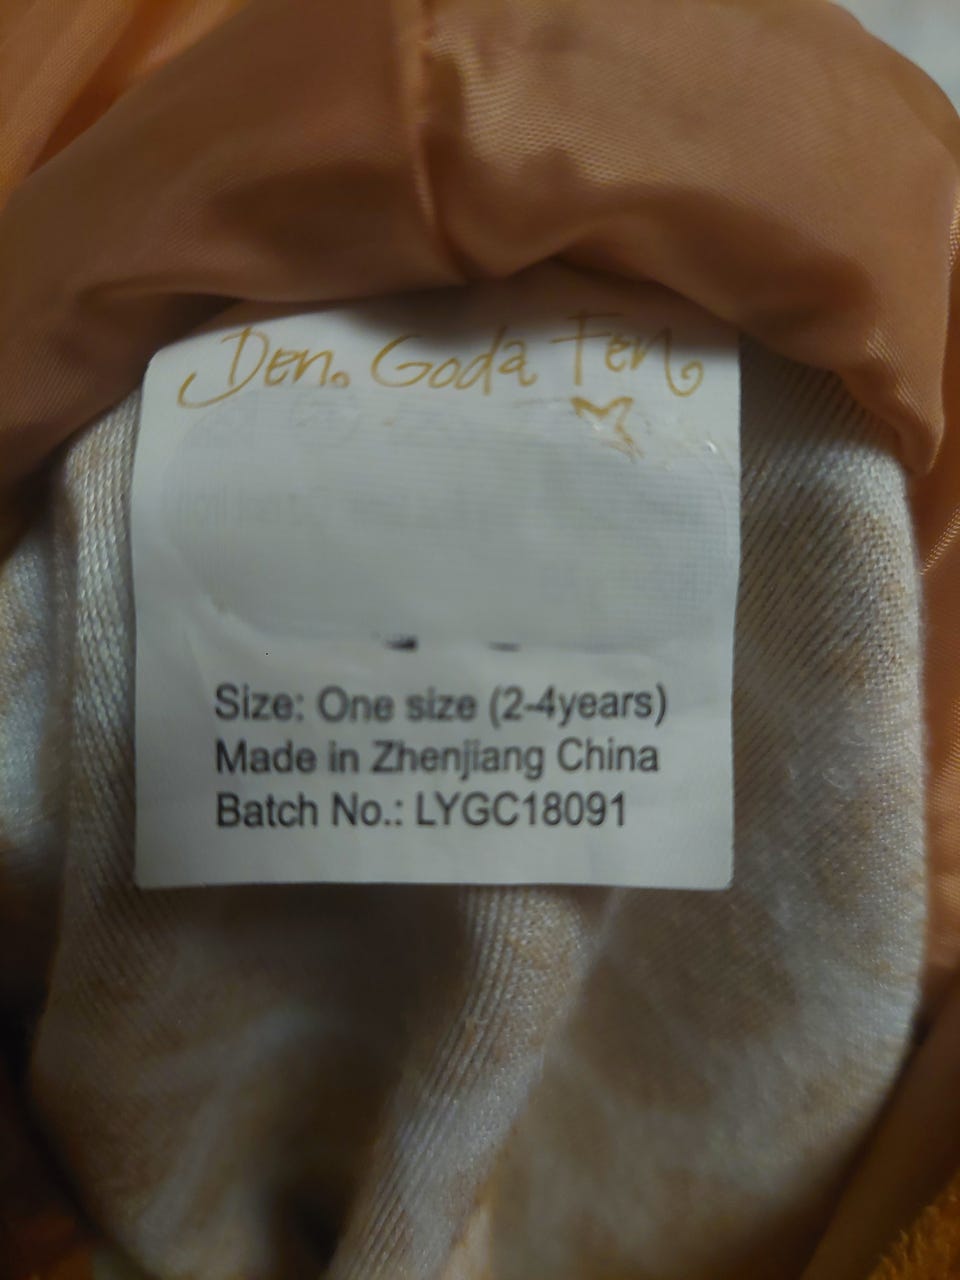 Den. Goda Fen
Size: One size (2-4years)
Made in Zhenjiang China
Batch No.: LYGC18091